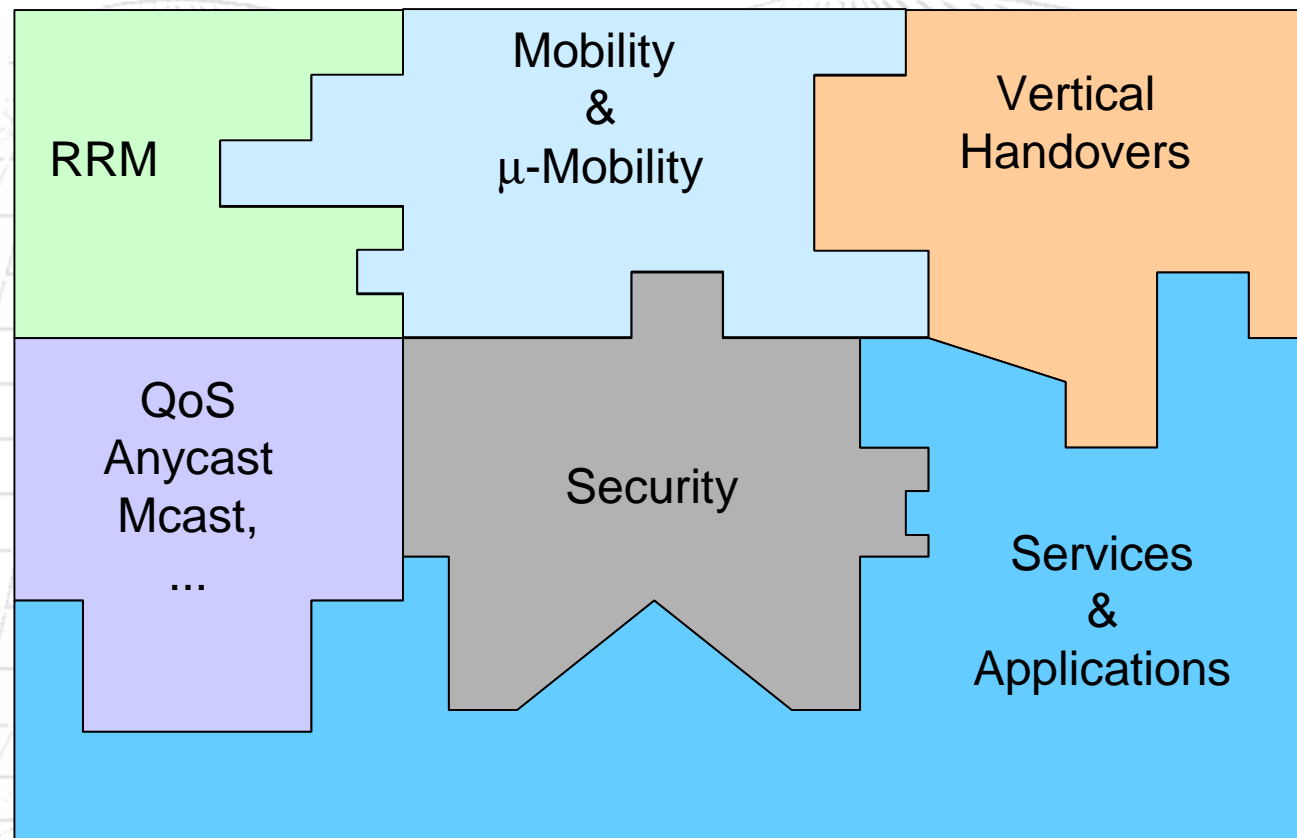 RRM
Mobility
&
μ-Mobility
Vertical
Handovers
QoS
Anycast
Mcast,
...
Security
Services
&
Applications